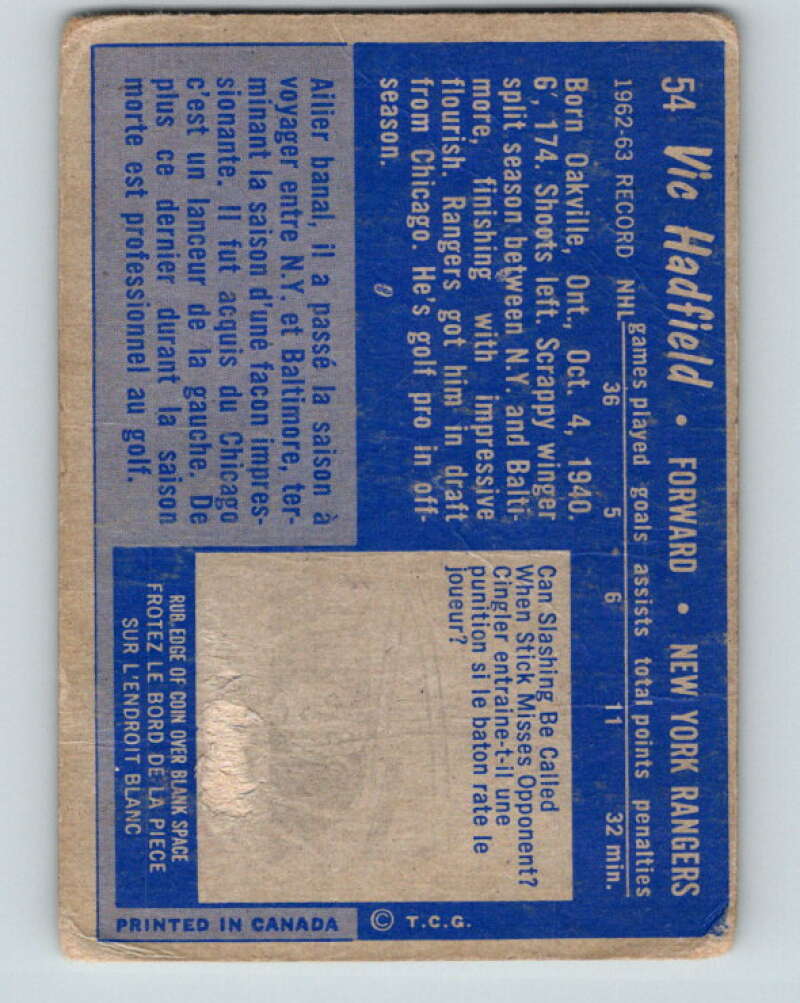 54 Vic Hadfield • FORWARD • NEW YORK RANGERS
games played goals assists total points penalties
1962-63 RECORD NHL 36 5 6 11 32 min.
Born Oakville, Ont., Oct. 4, 1940.
6', 174. Shoots left. Scrappy winger
split season between N.Y. and Balti-
more, finishing with impressive
flourish. Rangers got him in draft
from Chicago. He's golf pro in off-
season.
Ailier banal, il a passé la saison à
voyager entre N.Y. et Baltimore, ter-
minant la saison d'une facon impres-
sionante. Il fut acquis du Chicago
c'est un lanceur de la gauche. De
plus ce dernier durant la saison
morte est professionnel au golf.
Can Slashing Be Called
When Stick Misses Opponent?
Cingler entraine-t-il une
punition si le baton rate le
joueur?
RUB EDGE OF COIN OVER BLANK SPACE
FROTEZ LE BORD DE LA PIECE
SUR L'ENDROIT BLANC
PRINTED IN CANADA © T.C.G.